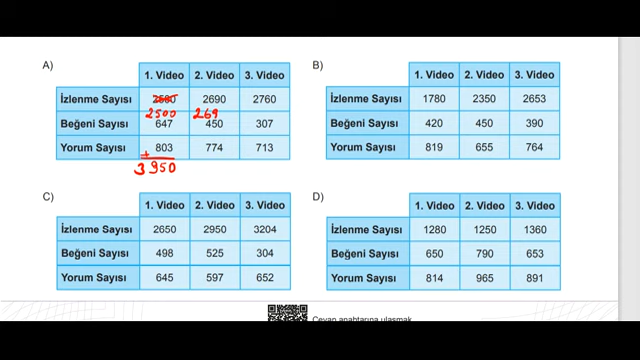 A)
1. Video 2. Video 3. Video
İzlenme Sayısı 2690 2760
2500 269
Beğeni Sayısı 647 450 307
Yorum Sayısı 803 774 713
+
3950
B)
1. Video 2. Video 3. Video
İzlenme Sayısı 1780 2350 2653
Beğeni Sayısı 420 450 390
Yorum Sayısı 819 655 764
C)
1. Video 2. Video 3. Video
İzlenme Sayısı 2650 2950 3204
Beğeni Sayısı 498 525 304
Yorum Sayısı 645 597 652
D)
1. Video 2. Video 3. Video
İzlenme Sayısı 1280 1250 1360
Beğeni Sayısı 650 790 653
Yorum Sayısı 814 965 891
Cevap anahtarına ulaşmak